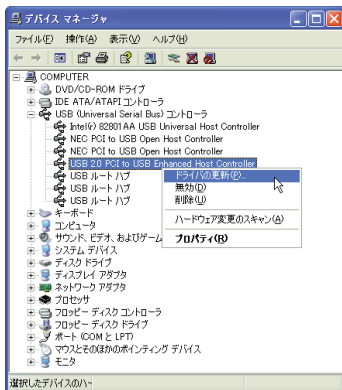 デバイス マネージャ
ファイル(F) 操作(A) 表示(V) ヘルプ(H)
COMPUTER
DVD/CD-ROM ドライブ
IDE ATA/ATAPI コントローラ
USB (Universal Serial Bus) コントローラ
Intel(r) 82801AA USB Universal Host Controller
NEC PCI to USB Open Host Controller
NEC PCI to USB Open Host Controller
USB 2.0 PCI to USB Enhanced Host Controller
USB ルート ハブ
USB ルート ハブ
USB ルート ハブ
ドライバの更新(P)...
無効(D)
削除(U)
ハードウェア変更のスキャン(A)
プロパティ(R)
キーボード
コンピュータ
サウンド、ビデオ、およびゲーム
システム デバイス
ディスク ドライブ
ディスプレイ アダプタ
ネットワーク アダプタ
プロセッサ
フロッピー ディスク コントローラ
フロッピー ディスク ドライブ
ポート (COM と LPT)
マウスとそのほかのポインティング デバイス
モニタ
選択したデバイスのハ